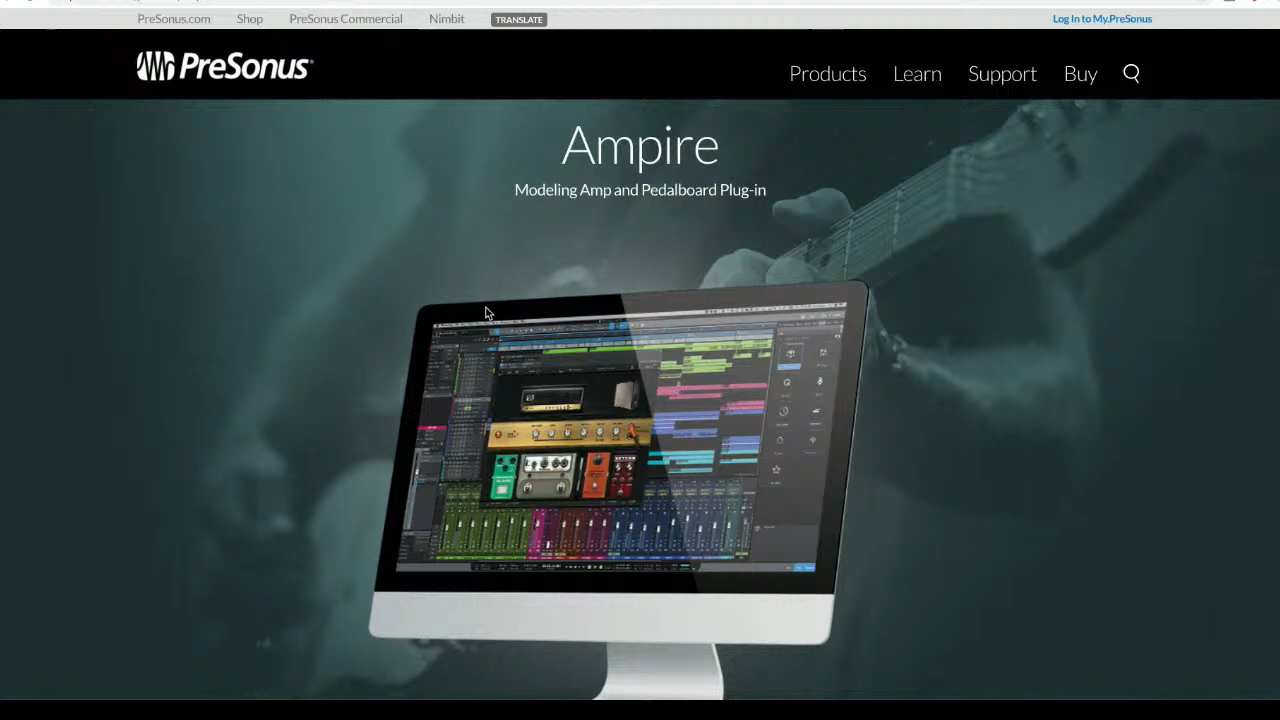 PreSonus.com Shop PreSonus Commercial Nimbit TRANSLATE Log In to My.PreSonus
PreSonus Products Learn Support Buy
Ampire
Modeling Amp and Pedalboard Plug-in